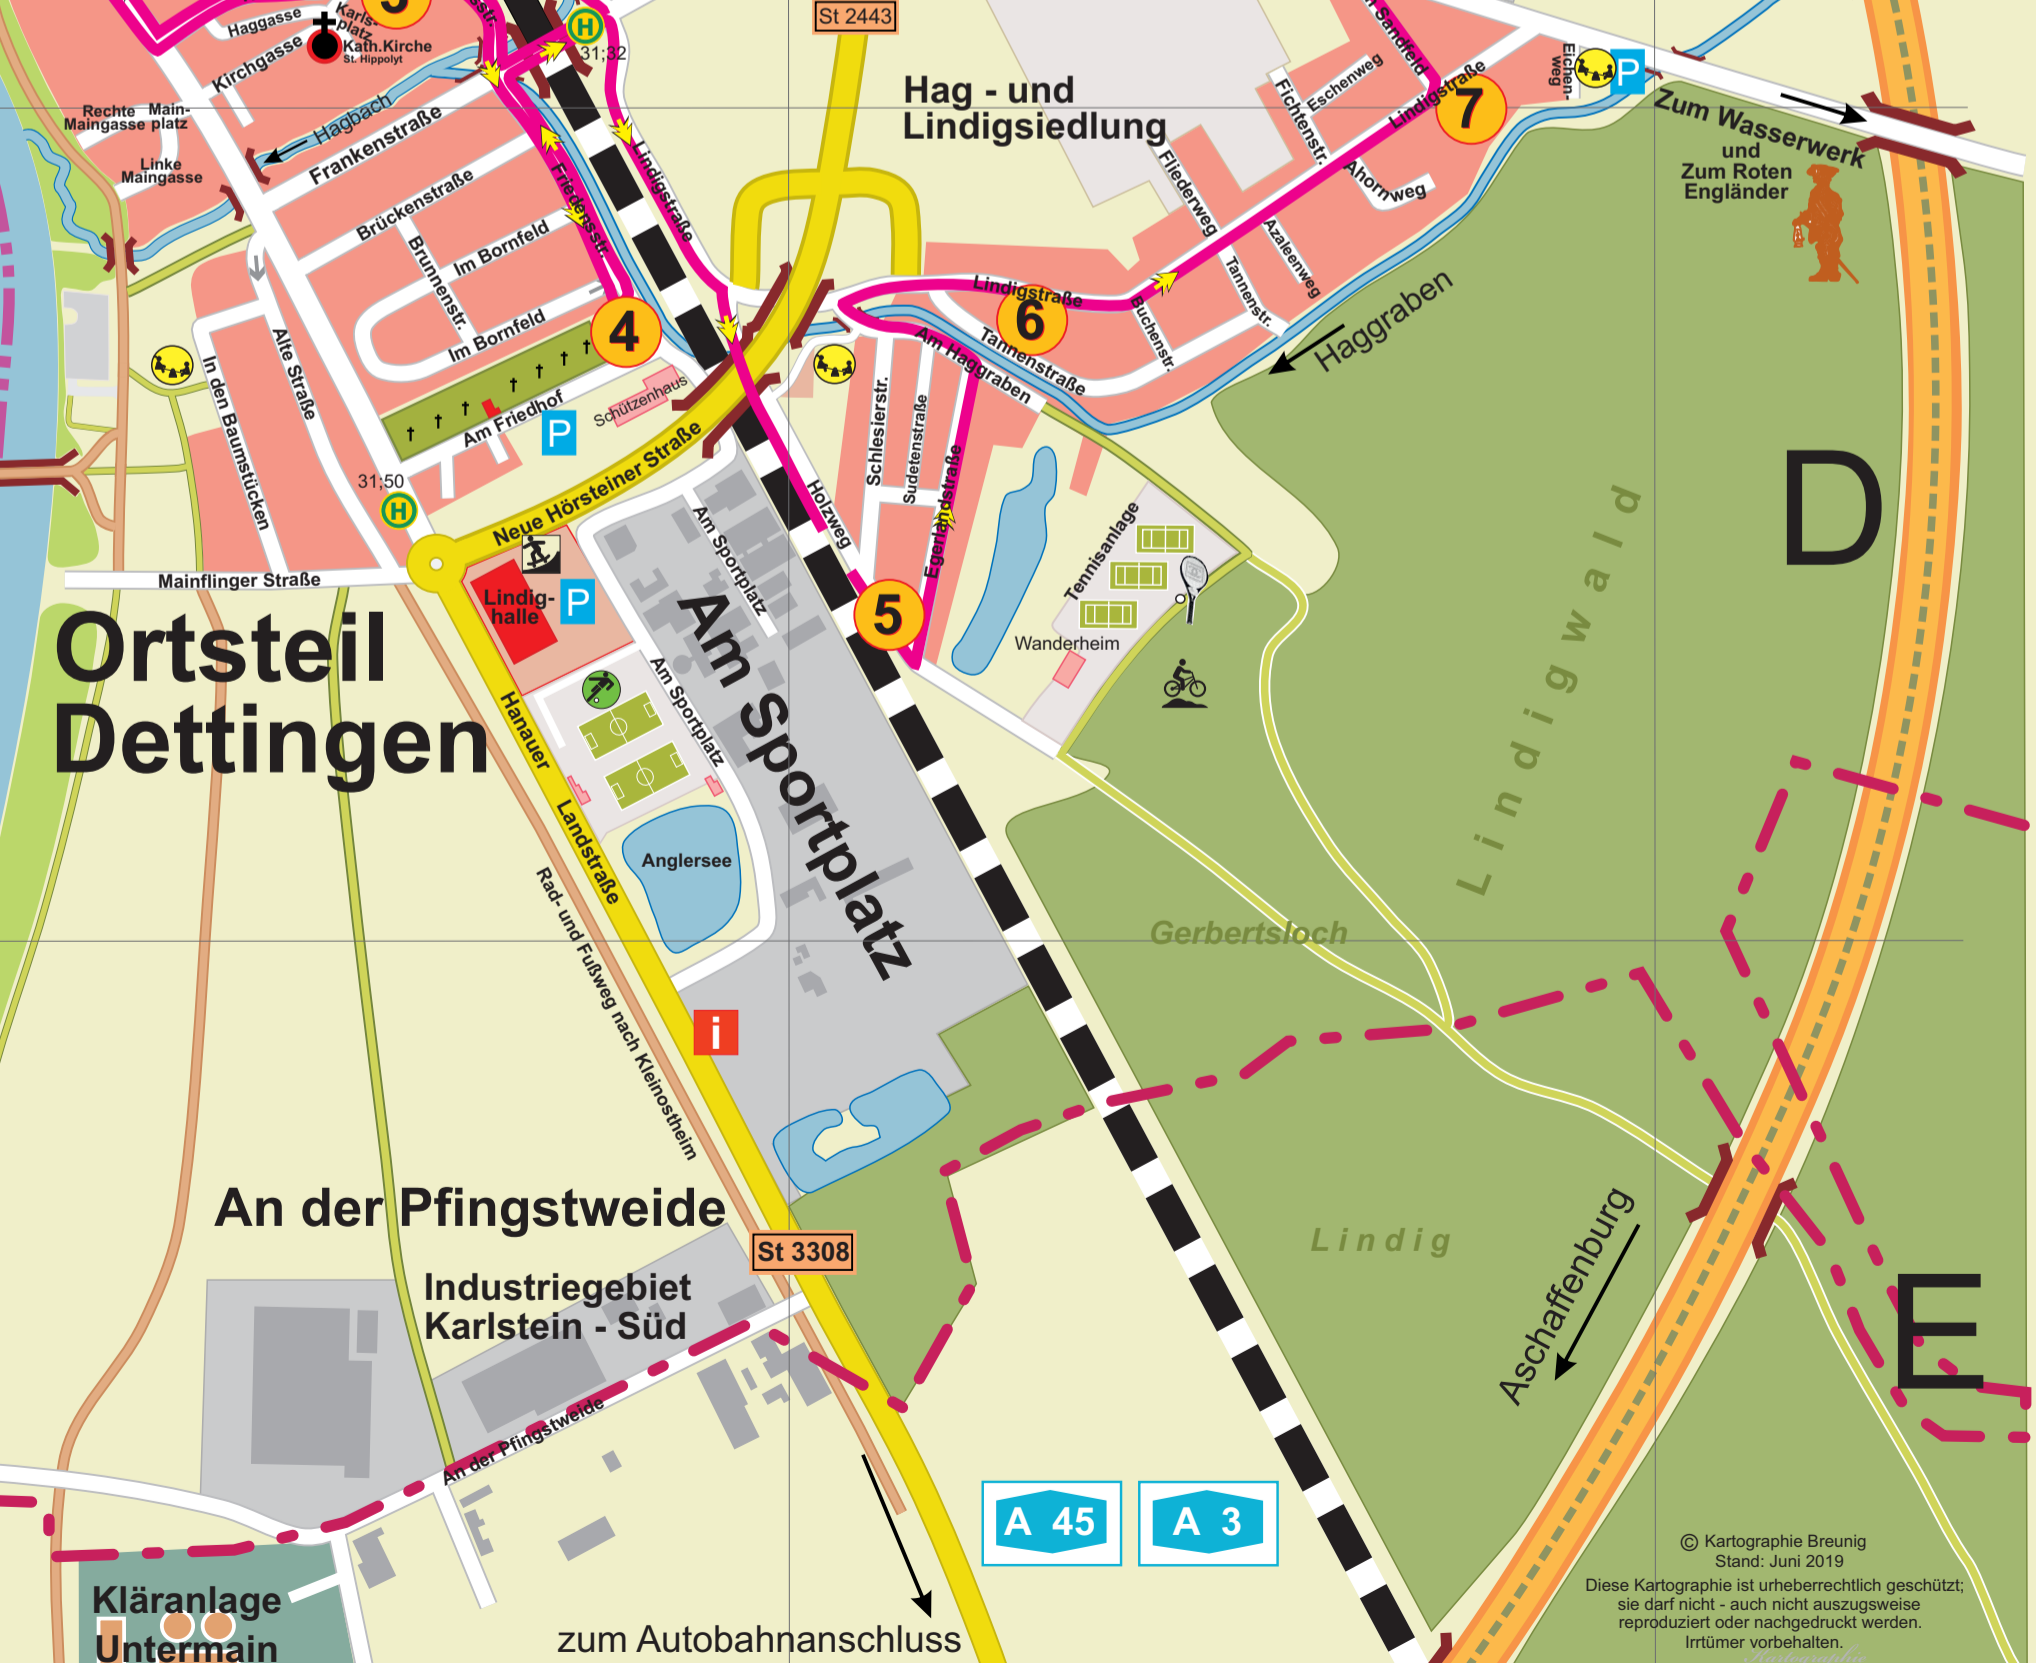 St 2443
Haggasse
Karls-
platz
Kath.Kirche
St. Hippolyt
Kirchgasse
31;32
Rechte Main-
Maingasse platz
Linke
Maingasse
Hagbach
Frankenstraße
Brückenstraße
Brunnenstr.
Im Bornfeld
Im Bornfeld
Friedensstr.
Lindigstraße
H
Hag - und
Lindigsiedlung
Sandfeld
Eschenweg
Fichtenstr.
Lindigstraße
7
Eichen-
weg
P
Zum Wasserwerk
und
Zum Roten
Engländer
Fliederweg
Ahornweg
Azaleenweg
Tannenstr.
Buchenstr.
Lindigstraße
6
Tannenstraße
Am Haggraben
Haggraben
4
Alte Straße
In den Baumstücken
Am Friedhof
P
Schützenhaus
31;50
H
Neue Hörsteiner Straße
Schlesierstr.
Sudetenstraße
Egerlandstraße
Holzweg
5
Am Sportplatz
Mainflinger Straße
Lindig-
halle
P
Ortsteil
Dettingen
Am Sportplatz
Am Sportplatz
Tennisanlage
Wanderheim
D
Lindigwald
Hanauer
Landstraße
Anglersee
Rad- und Fußweg nach Kleinostheim
Gerbertsloch
i
An der Pfingstweide
St 3308
Industriegebiet
Karlstein - Süd
An der Pfingstweide
Lindig
Aschaffenburg
E
A 45
A 3
Kläranlage
Untermain
zum Autobahnanschluss
© Kartographie Breunig
Stand: Juni 2019
Diese Kartographie ist urheberrechtlich geschützt;
sie darf nicht - auch nicht auszugsweise
reproduziert oder nachgedruckt werden.
Irrtümer vorbehalten.